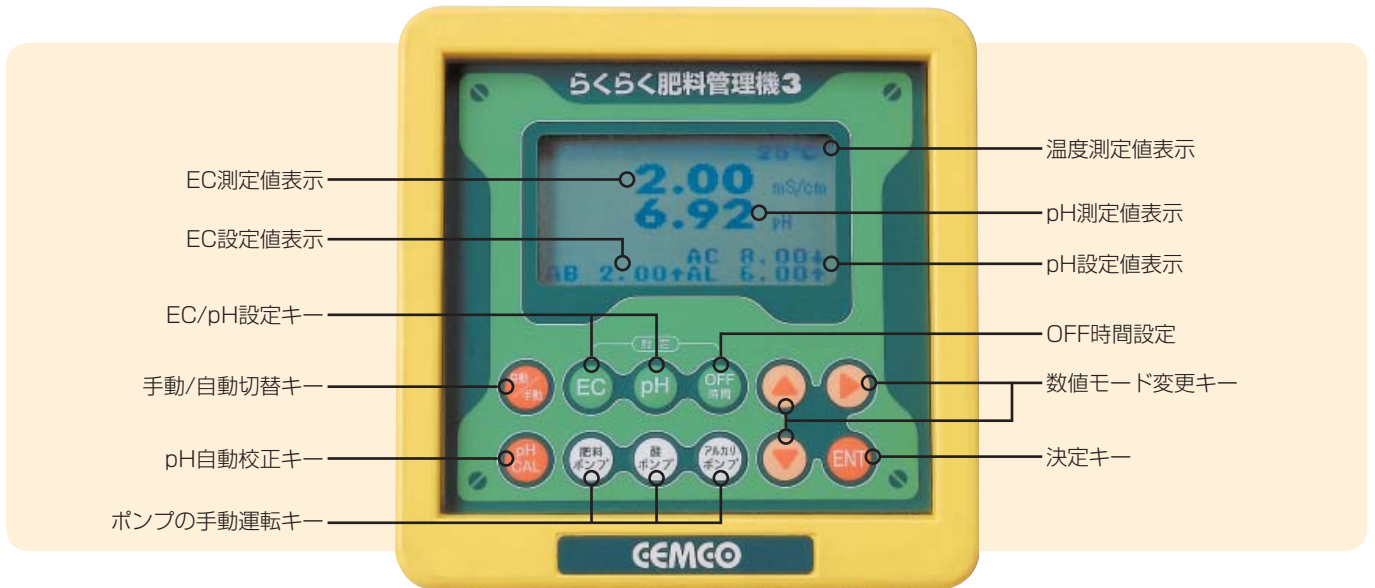 らくらく肥料管理機3
25℃
2.00 mS/cm
6.92 pH
AC 8.00↓
AB 2.00↑AL 6.00↑
EC測定値表示
EC設定値表示
EC/pH設定キー
手動/自動切替キー
pH自動校正キー
ポンプの手動運転キー
温度測定値表示
pH測定値表示
pH設定値表示
OFF時間設定
数値モード変更キー
決定キー
設定
自動/手動
EC
pH
OFF
時間
pH
CAL
肥料
ポンプ
酸
ポンプ
アルカリ
ポンプ
ENT
GEMCO